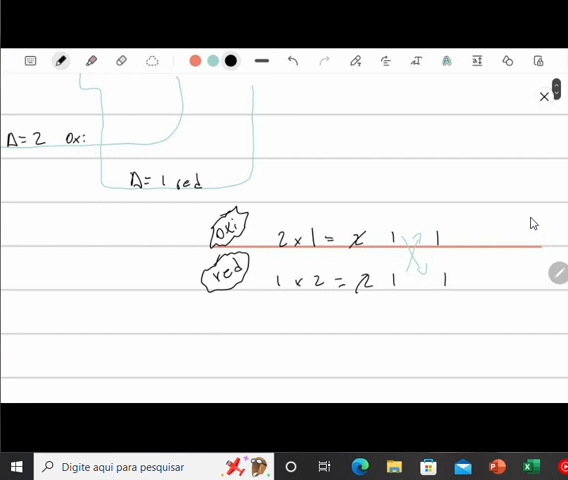 Δ=2 oxi
Δ=1 red
oxi 2 x 1 = 2 1 1
red 1 x 2 = 2 1 1
Digite aqui para pesquisar